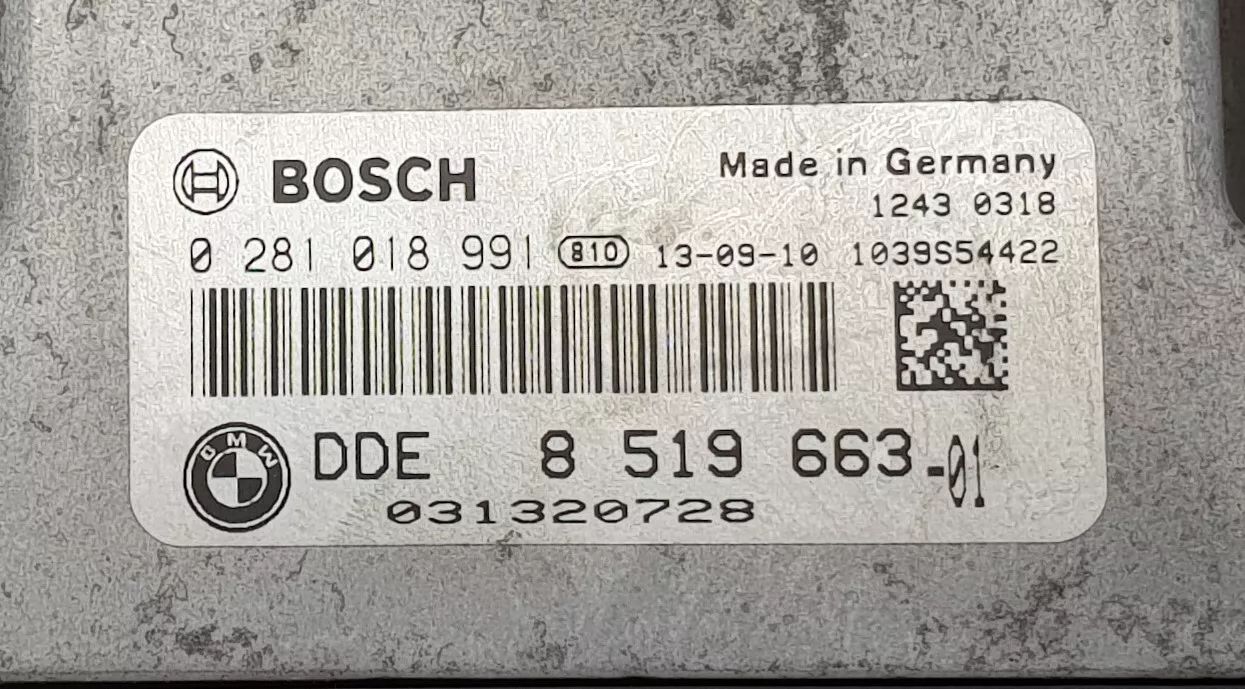 BOSCH
Made in Germany
1243 0318
0 281 018 991 810 13-09-10 1039S54422
BMW
DDE 8 519 663-01
031320728